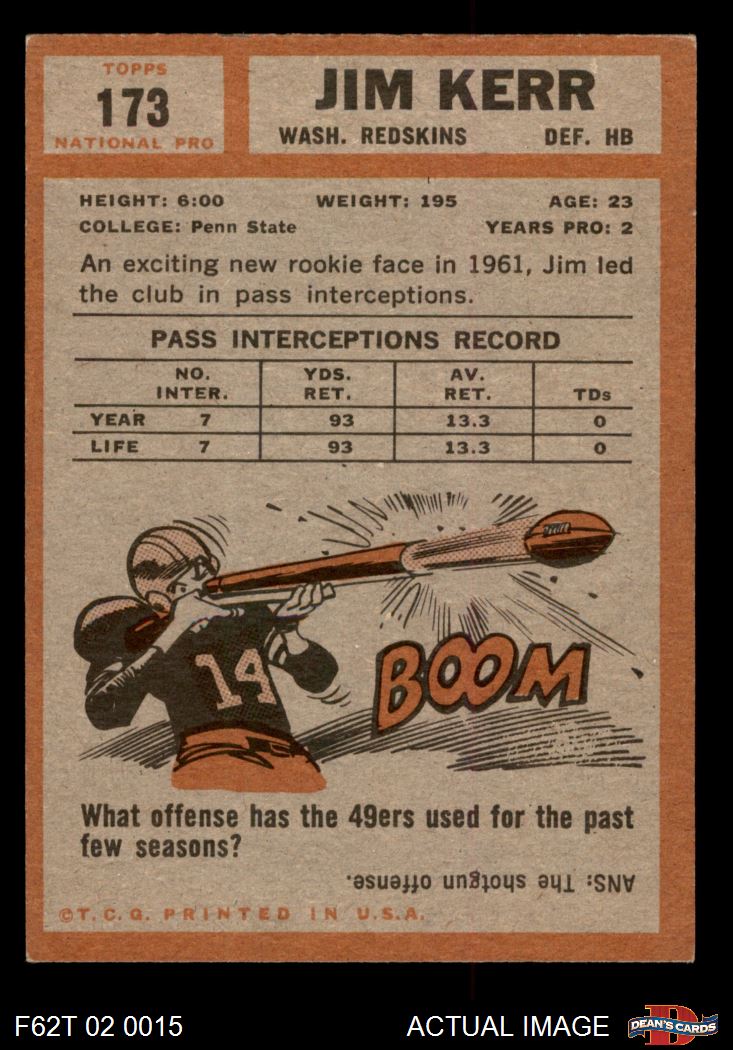 TOPPS
173
NATIONAL PRO
JIM KERR
WASH. REDSKINS DEF. HB
HEIGHT: 6:00 WEIGHT: 195 AGE: 23
COLLEGE: Penn State YEARS PRO: 2
An exciting new rookie face in 1961, Jim led
the club in pass interceptions.
PASS INTERCEPTIONS RECORD
NO. INTER. YDS. RET. AV. RET. TDs
YEAR 7 93 13.3 0
LIFE 7 93 13.3 0
14
BOOM
What offense has the 49ers used for the past
few seasons?
ANS: The shotgun offense.
©T.C.G. PRINTED IN U.S.A.
F62T 02 0015 ACTUAL IMAGE DEAN'S CARDS